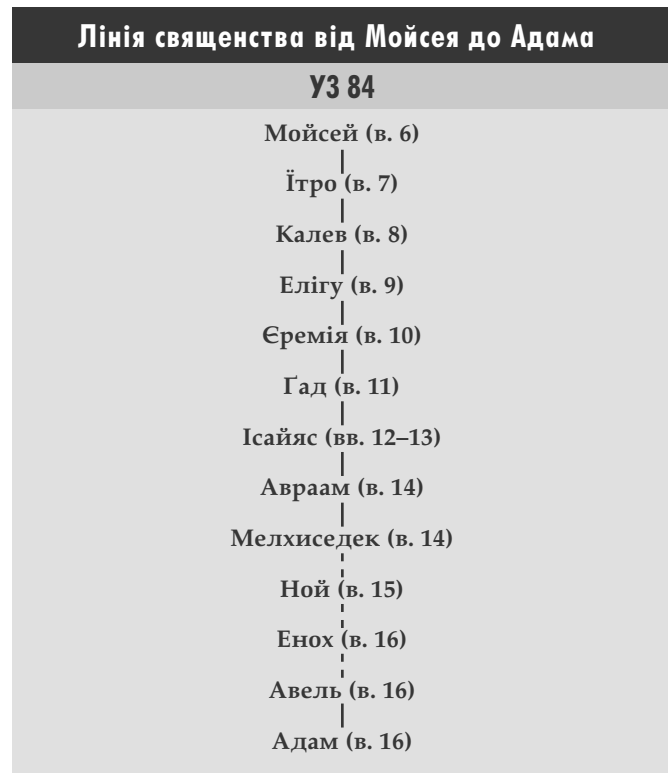 Лінія священства від Мойсея до Адама
УЗ 84
Мойсей (в. 6)
Їтро (в. 7)
Калев (в. 8)
Елігу (в. 9)
Єремія (в. 10)
Ґад (в. 11)
Ісайяс (вв. 12–13)
Авраам (в. 14)
Мелхиседек (в. 14)
Ной (в. 15)
Енох (в. 16)
Авель (в. 16)
Адам (в. 16)